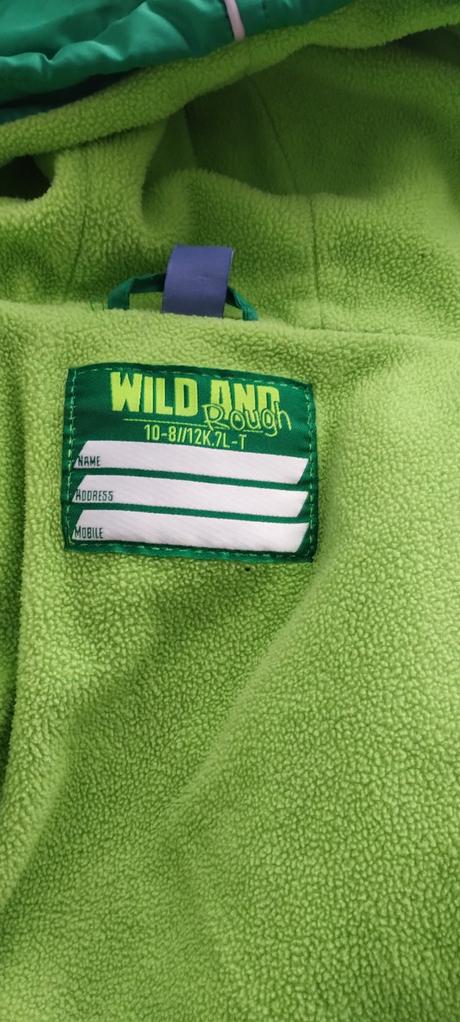 WILD AND
Rough
10-8//12K.7L-T
NAME
ADDRESS
MOBILE